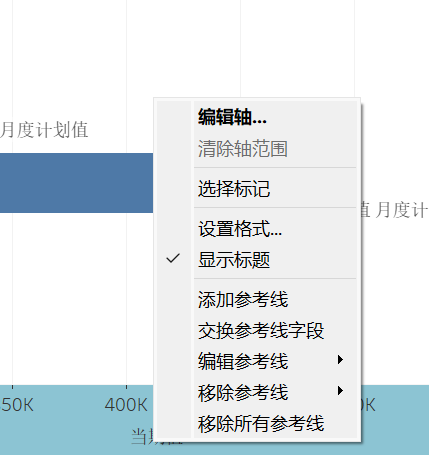 月度计划值
编辑轴...
清除轴范围
选择标记
值 月度计
设置格式...
显示标题
添加参考线
交换参考线字段
编辑参考线
移除参考线
移除所有参考线
50K
400K
0K
当期值